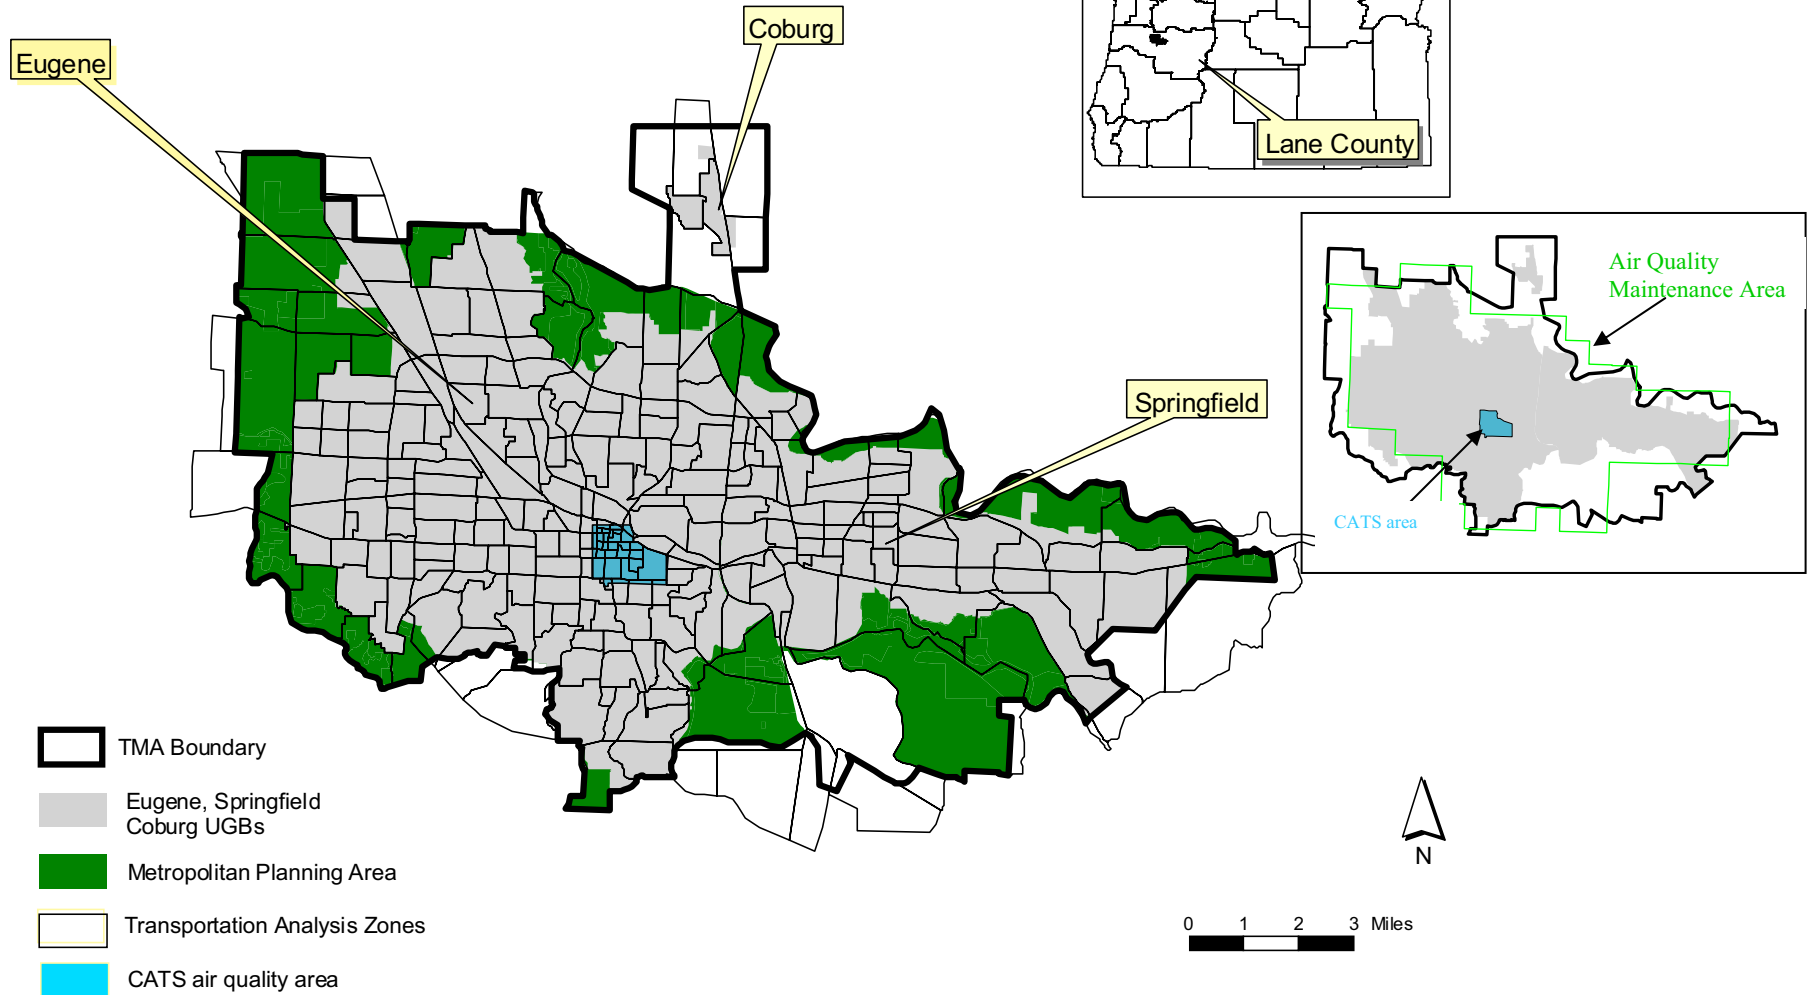 Coburg
Eugene
Lane County
Air Quality
Maintenance Area
Springfield
CATS area
TMA Boundary
Eugene, Springfield
Coburg UGBs
Metropolitan Planning Area
Transportation Analysis Zones
CATS air quality area
N
0 1 2 3 Miles